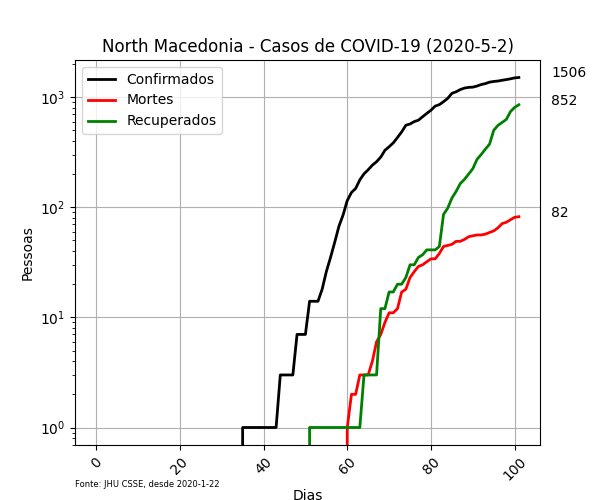 North Macedonia - Casos de COVID-19 (2020-5-2)
Confirmados
Mortes
Recuperados
1506
852
82
Pessoas
10³
10²
10¹
10⁰
0
20
40
60
80
100
Dias
Fonte: JHU CSSE, desde 2020-1-22